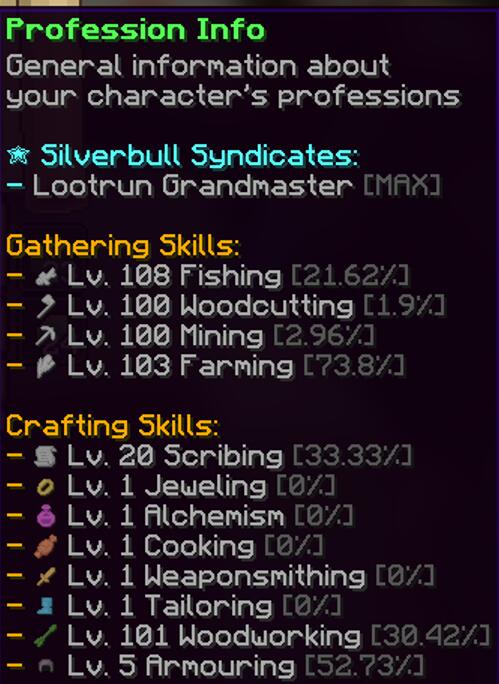 Profession Info
General information about
your character's professions
Silverbull Syndicates:
– Lootrun Grandmaster [MAX]
Gathering Skills:
– Lv. 108 Fishing [21.62%]
– Lv. 100 Woodcutting [1.9%]
– Lv. 100 Mining [2.96%]
– Lv. 103 Farming [73.8%]
Crafting Skills:
– Lv. 20 Scribing [33.33%]
– Lv. 1 Jeweling [0%]
– Lv. 1 Alchemism [0%]
– Lv. 1 Cooking [0%]
– Lv. 1 Weaponsmithing [0%]
– Lv. 1 Tailoring [0%]
– Lv. 101 Woodworking [30.42%]
– Lv. 5 Armouring [52.73%]